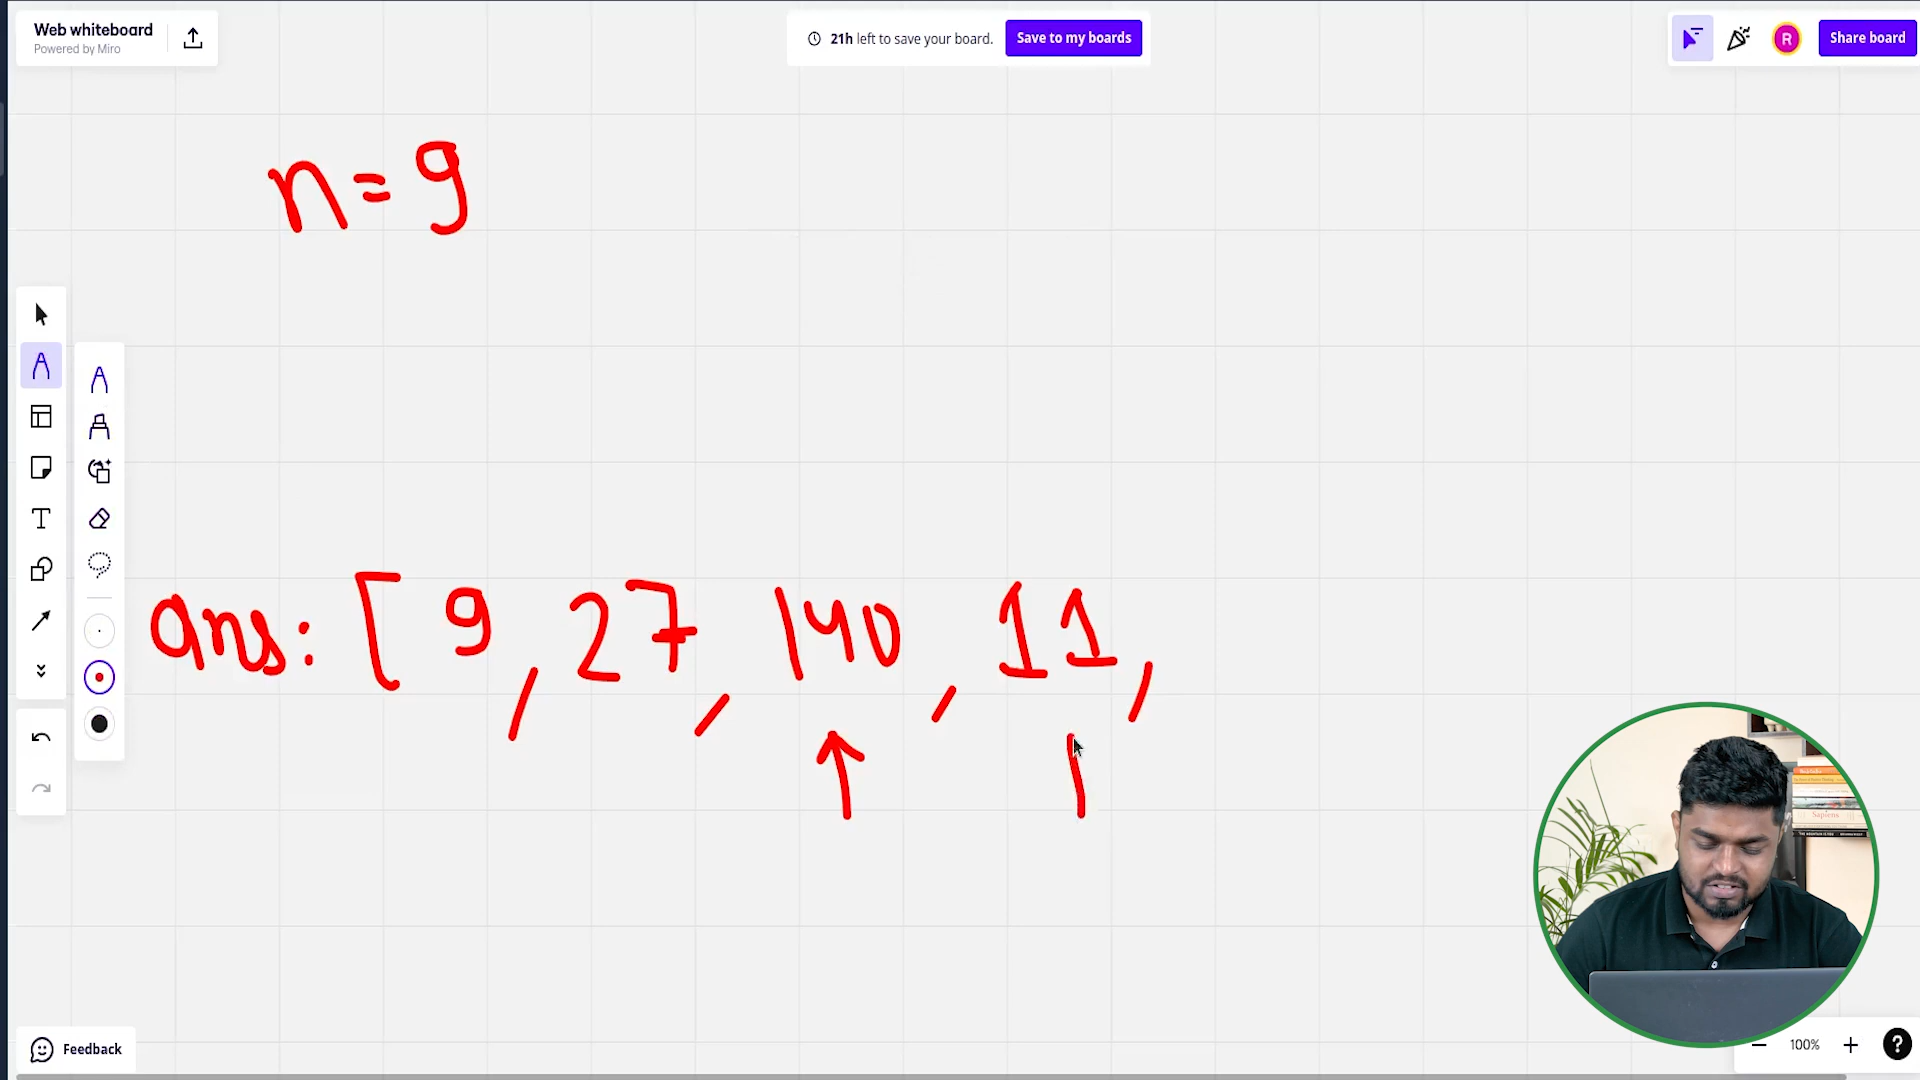 Web whiteboard
Powered by Miro
21h left to save your board.
Save to my boards
R
Share board
n=9
ans: [ 9, 27, 140, 11,
T
Sapiens
Feedback
100%
?